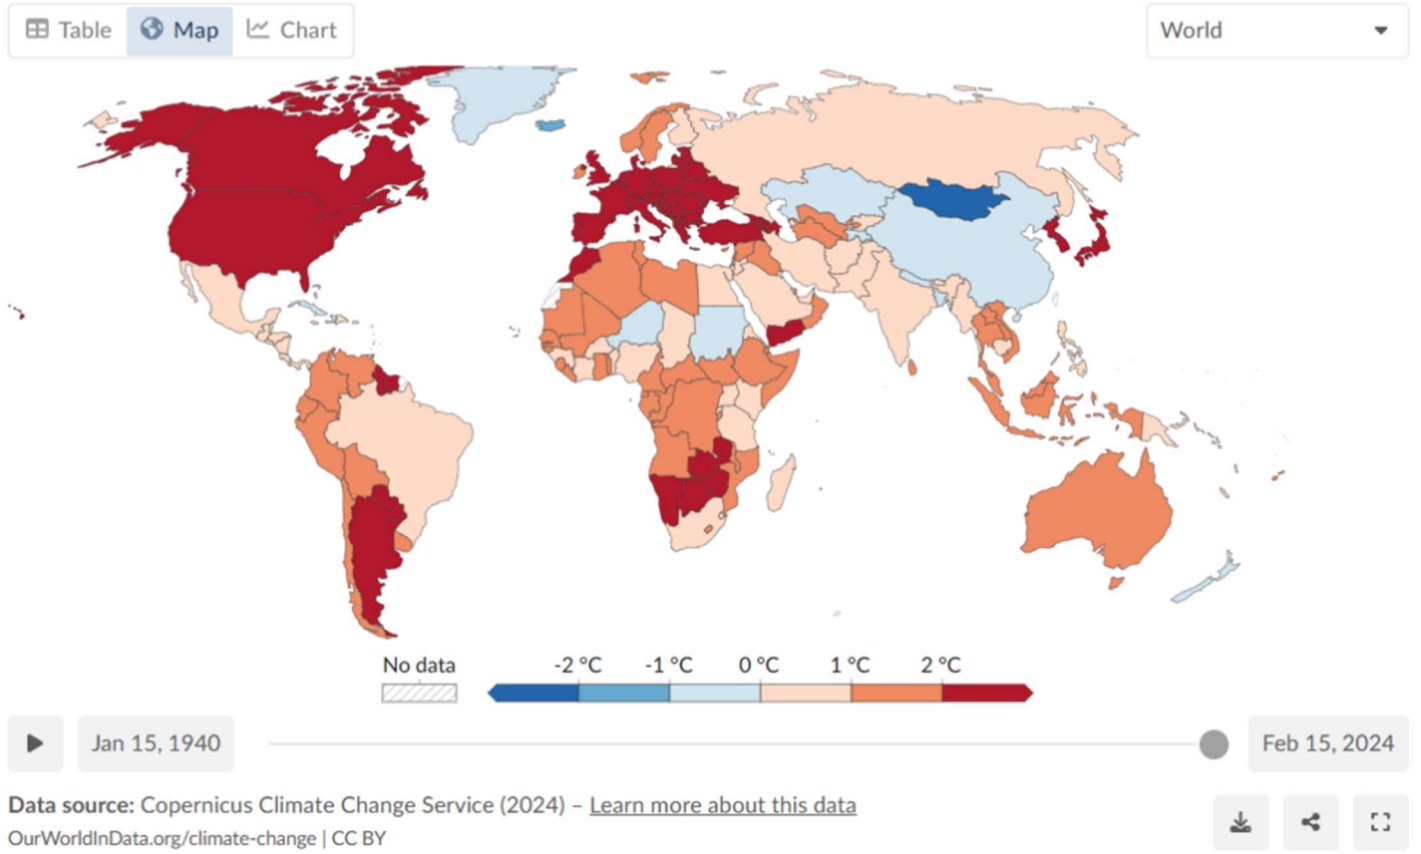 Table Map Chart World
No data -2 °C -1 °C 0 °C 1 °C 2 °C
Jan 15, 1940 Feb 15, 2024
Data source: Copernicus Climate Change Service (2024) – Learn more about this data
OurWorldInData.org/climate-change | CC BY